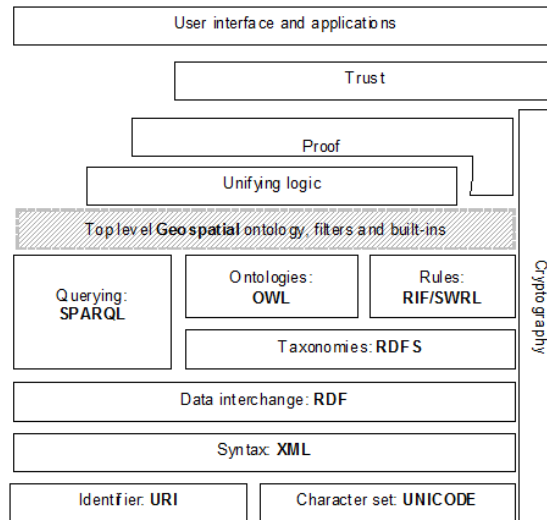 User interface and applications
Trust
Proof
Unifying logic
Top level Geospatial ontology, filters and built-ins
Querying:
SPARQL
Ontologies:
OWL
Rules:
RIF/SWRL
Taxonomies: RDFS
Data interchange: RDF
Syntax: XML
Identifier: URI
Character set: UNICODE
Cryptography